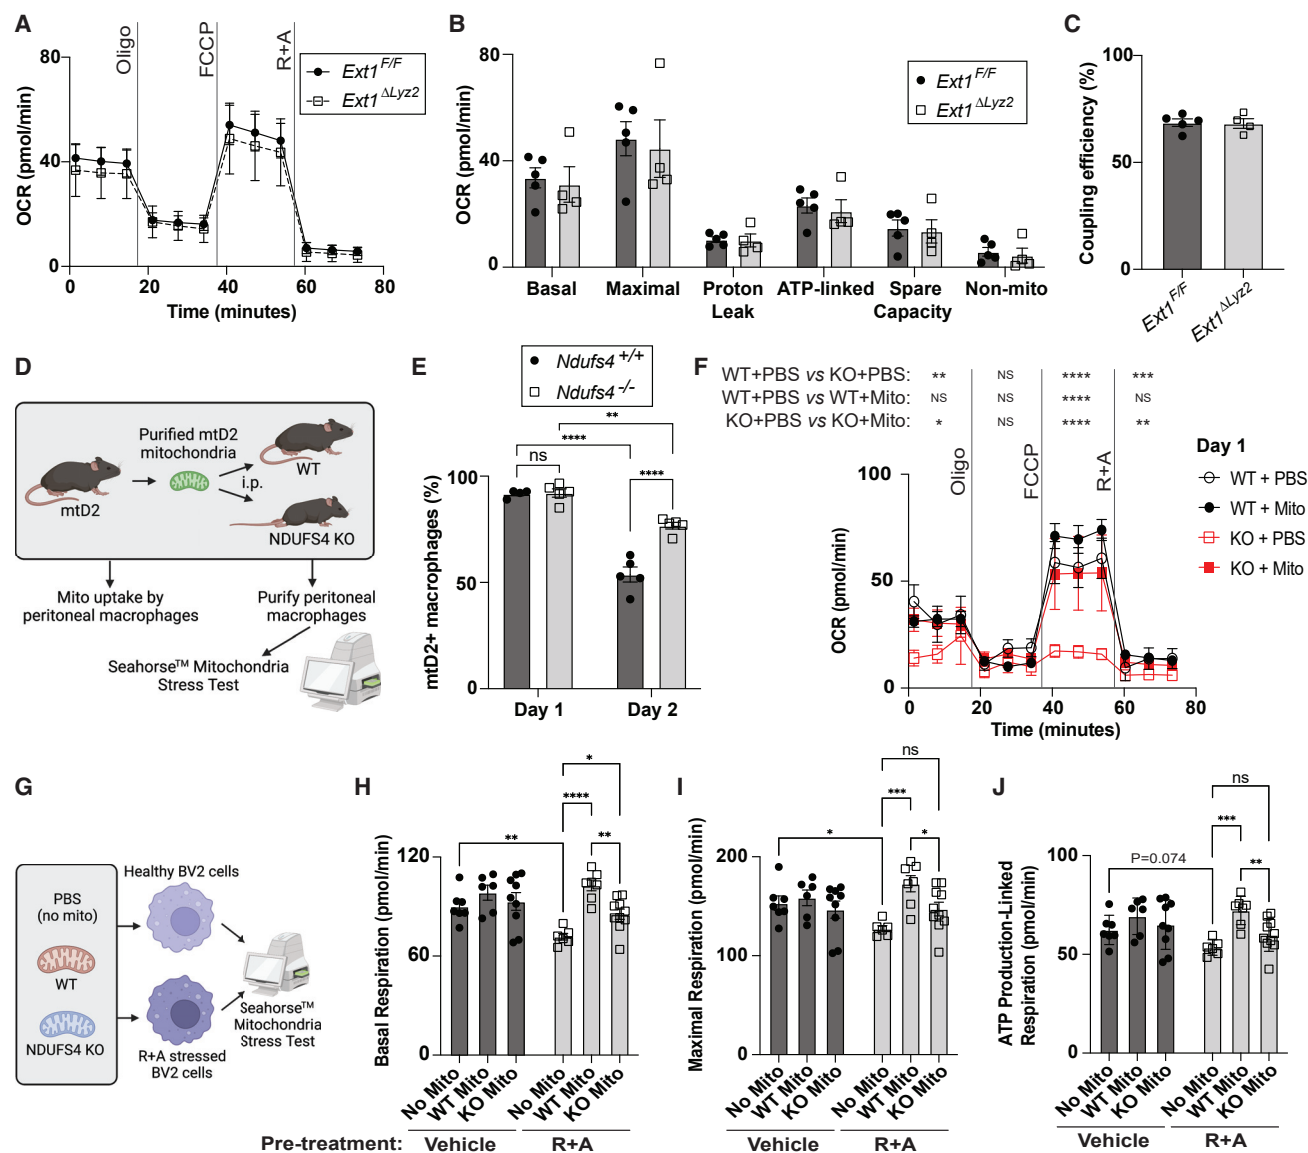 A
OCR (pmol/min)
80
40
0
Oligo
FCCP
R+A
Ext1 F/F
Ext1 ΔLyz2
0 20 40 60 80
Time (minutes)
B
OCR (pmol/min)
80
40
0
Ext1 F/F
Ext1 ΔLyz2
Basal Maximal Proton Leak ATP-linked Spare Capacity Non-mito
C
Coupling efficiency (%)
100
50
0
Ext1 F/F
Ext1 ΔLyz2
D
Purified mtD2
mitochondria
mtD2
i.p.
WT
NDUFS4 KO
Mito uptake by
peritoneal macrophages
Purify peritoneal
macrophages
Seahorse™ Mitochondria
Stress Test
E
Ndufs4 +/+
Ndufs4 -/-
mtD2+ macrophages (%)
100
50
0
ns
****
**
****
Day 1 Day 2
F
WT+PBS vs KO+PBS: ** NS **** ***
WT+PBS vs WT+Mito: NS NS **** NS
KO+PBS vs KO+Mito: * NS **** **
OCR (pmol/min)
100
50
0
Oligo
FCCP
R+A
0 20 40 60 80
Time (minutes)
Day 1
WT + PBS
WT + Mito
KO + PBS
KO + Mito
G
PBS
(no mito)
WT
NDUFS4 KO
Healthy BV2 cells
R+A stressed
BV2 cells
Seahorse™
Mitochondria
Stress Test
H
Basal Respiration (pmol/min)
120
60
0
**
****
*
**
No Mito WT Mito KO Mito No Mito WT Mito KO Mito
Pre-treatment: Vehicle R+A
I
Maximal Respiration (pmol/min)
200
100
0
*
***
ns
*
No Mito WT Mito KO Mito No Mito WT Mito KO Mito
Vehicle R+A
J
ATP Production-Linked
Respiration (pmol/min)
100
50
0
P=0.074
***
ns
**
No Mito WT Mito KO Mito No Mito WT Mito KO Mito
Vehicle R+A